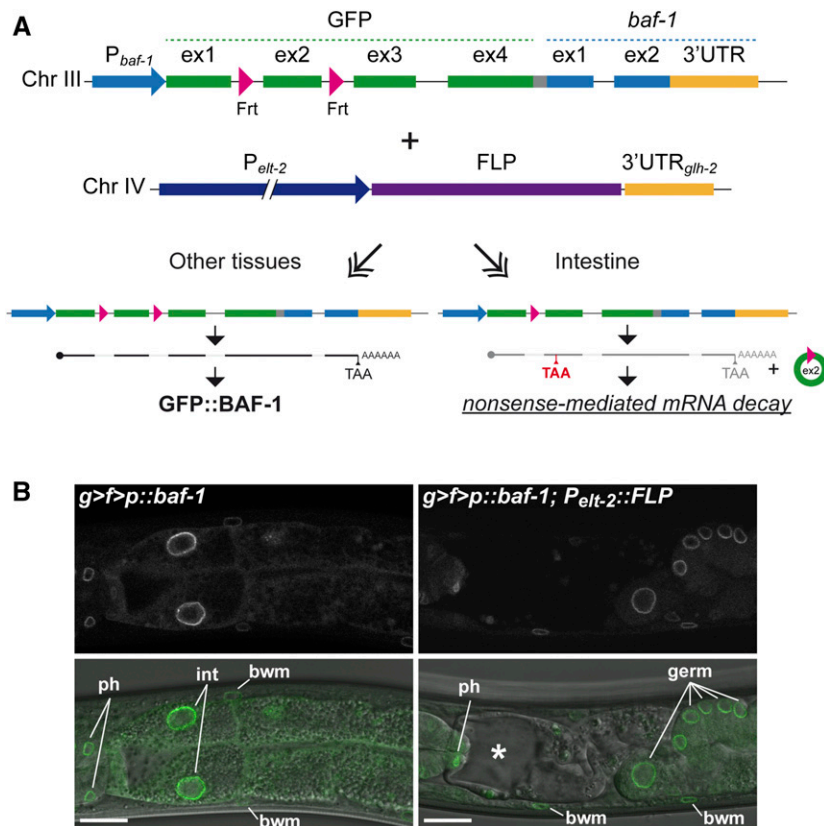 A
GFP baf-1
Pbaf-1 ex1 ex2 ex3 ex4 ex1 ex2 3'UTR
Chr III
Frt Frt
+
Pelt-2 FLP 3'UTRglh-2
Chr IV
Other tissues Intestine
AAAAAA AAAAAA
TAA TAA TAA + ex2
GFP::BAF-1 nonsense-mediated mRNA decay
B
g>f>p::baf-1 g>f>p::baf-1; Pelt-2::FLP
ph int bwm ph germ
*
bwm bwm bwm